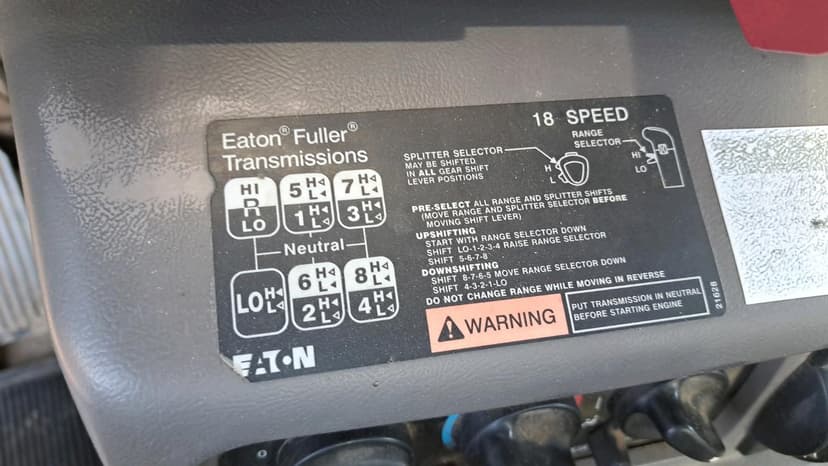 Eaton® Fuller®
Transmissions
18 SPEED
SPLITTER SELECTOR
MAY BE SHIFTED
IN ALL GEAR SHIFT
LEVER POSITIONS
H
L
RANGE
SELECTOR
HI
LO
HI 5 H L 7 H L
R
LO 1 H L 3 H L
Neutral
LO H L 6 H L 8 H L
2 H L 4 H L
PRE-SELECT ALL RANGE AND SPLITTER SHIFTS
(MOVE RANGE AND SPLITTER SELECTOR BEFORE
MOVING SHIFT LEVER)
UPSHIFTING
START WITH RANGE SELECTOR DOWN
SHIFT LO-1-2-3-4 RAISE RANGE SELECTOR
SHIFT 5-6-7-8
DOWNSHIFTING
SHIFT 8-7-6-5 MOVE RANGE SELECTOR DOWN
SHIFT 4-3-2-1-LO
DO NOT CHANGE RANGE WHILE MOVING IN REVERSE
WARNING
PUT TRANSMISSION IN NEUTRAL
BEFORE STARTING ENGINE
21628
EATON